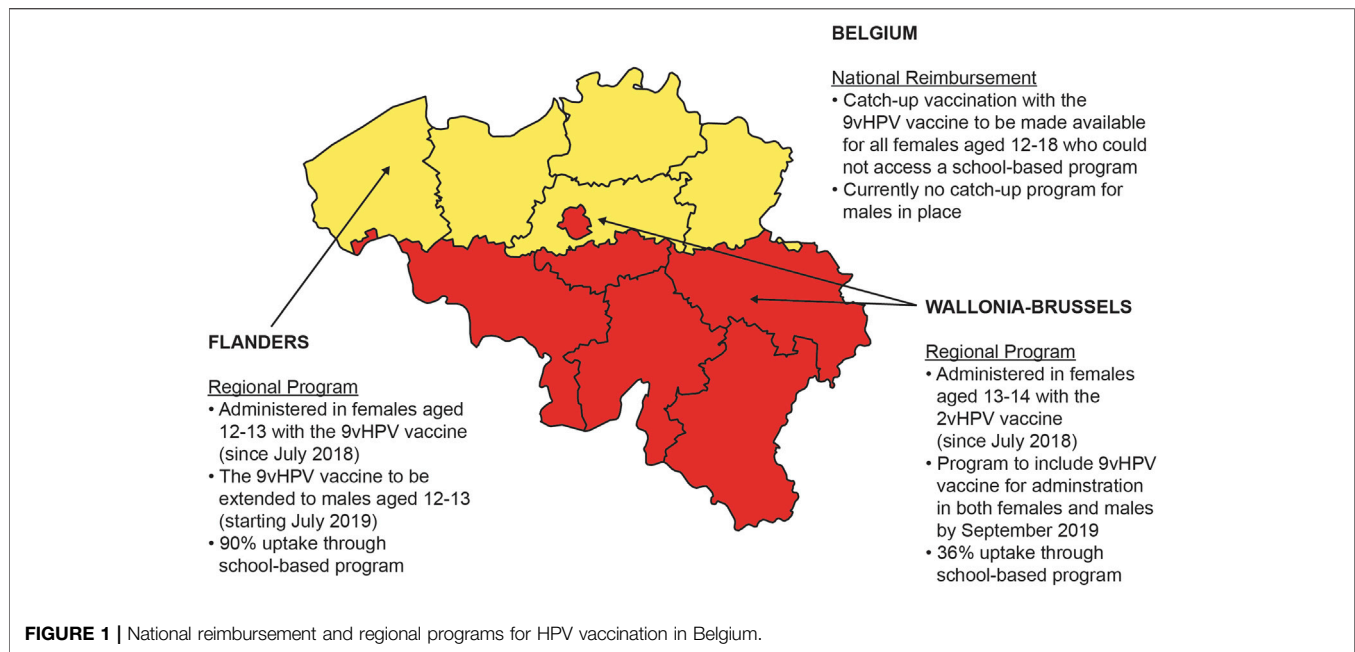 BELGIUM
National Reimbursement
• Catch-up vaccination with the
9vHPV vaccine to be made available
for all females aged 12-18 who could
not access a school-based program
• Currently no catch-up program for
males in place
FLANDERS
Regional Program
• Administered in females aged
12-13 with the 9vHPV vaccine
(since July 2018)
• The 9vHPV vaccine to be
extended to males aged 12-13
(starting July 2019)
• 90% uptake through
school-based program
WALLONIA-BRUSSELS
Regional Program
• Administered in females
aged 13-14 with the
2vHPV vaccine
(since July 2018)
• Program to include 9vHPV
vaccine for adminstration
in both females and males
by September 2019
• 36% uptake through
school-based program
FIGURE 1 | National reimbursement and regional programs for HPV vaccination in Belgium.